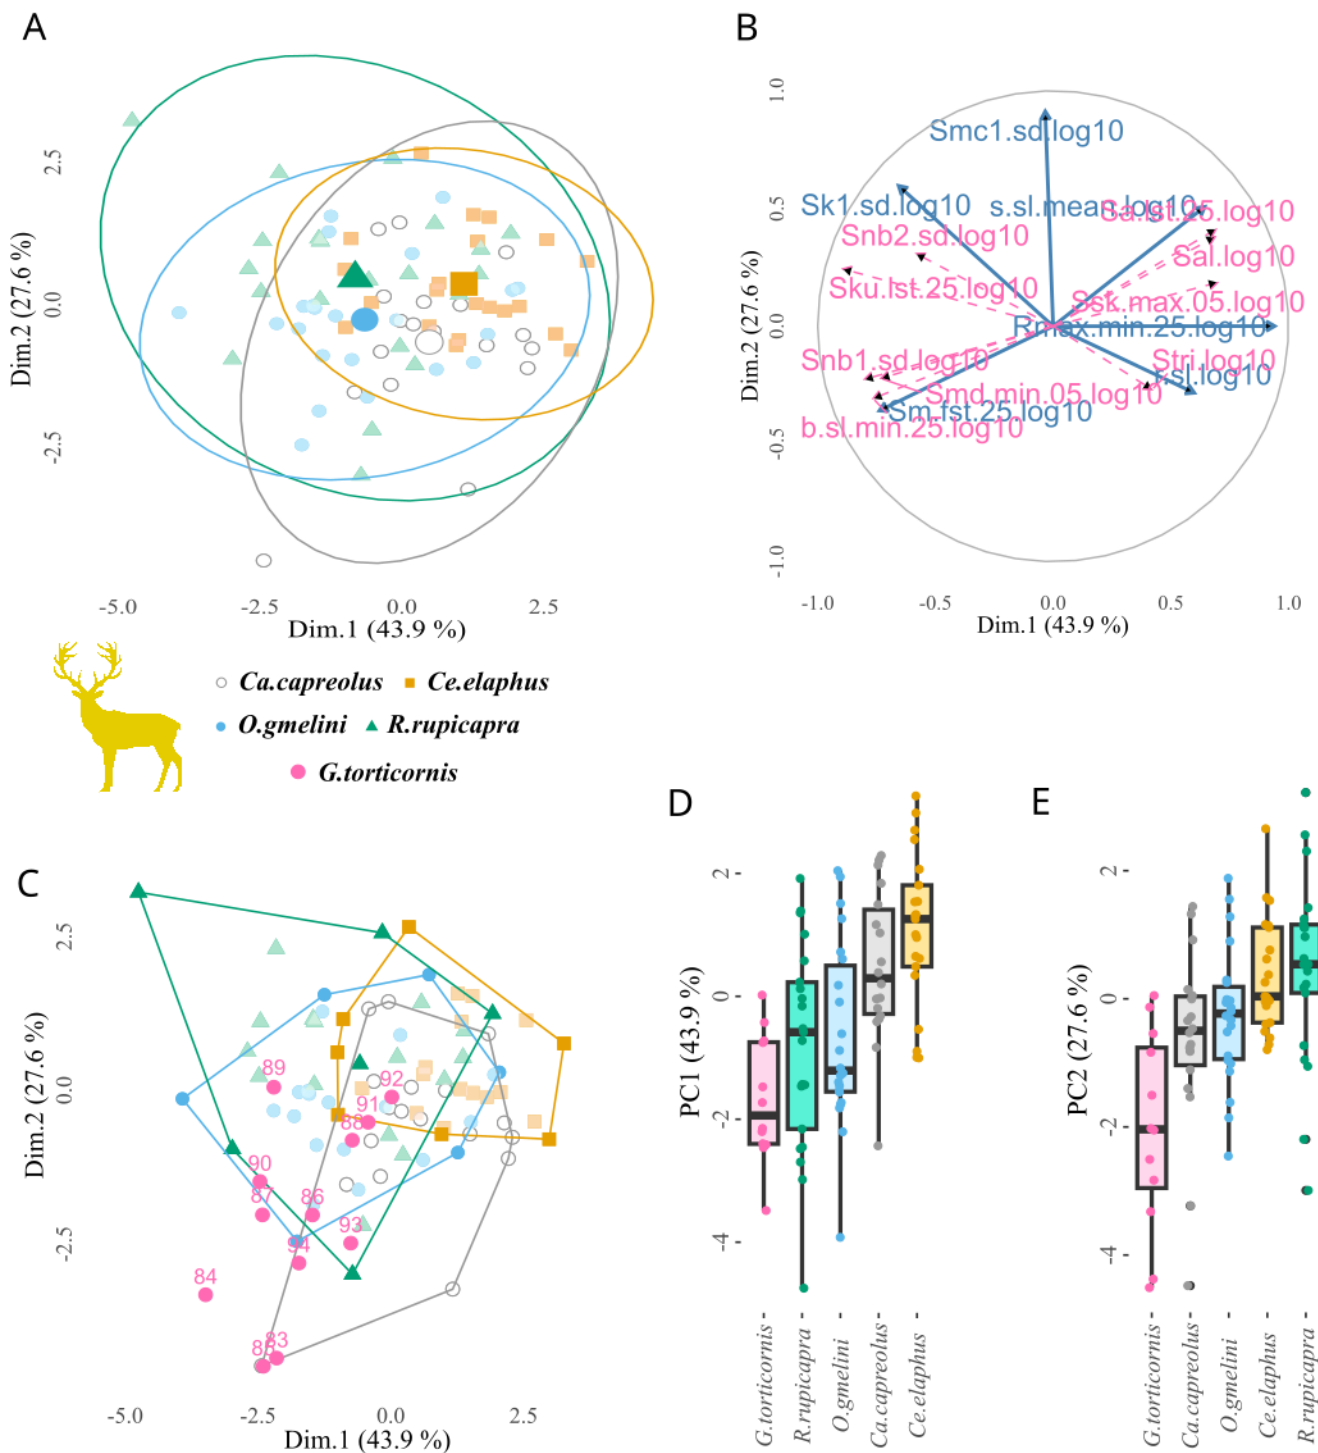 A
2.5
0.0
-2.5
Dim.2 (27.6 %)
-5.0 -2.5 0.0 2.5
Dim.1 (43.9 %)
B
1.0
0.5
0.0
-0.5
-1.0
Dim.2 (27.6 %)
Smc1.sd.log10
Sk1.sd.log10
s.sl.mean.log10
Sa.lst.25.log10
Snb2.sd.log10
Sal.log10
Sku.lst.25.log10
Ssk.max.05.log10
Rmax.min.25.log10
Snb1.sd.log10
Stri.log10
r.sl.log10
Smd.min.05.log10
Sm.fst.25.log10
b.sl.min.25.log10
-1.0 -0.5 0.0 0.5 1.0
Dim.1 (43.9 %)
Ca.capreolus Ce.elaphus
O.gmelini R.rupicapra
G.torticornis
C
2.5
0.0
-2.5
Dim.2 (27.6 %)
89
92
91
88
90
87
86
93
94
84
83
85
-5.0 -2.5 0.0 2.5
Dim.1 (43.9 %)
D
2
0
-2
-4
PC1 (43.9 %)
G.torticornis
R.rupicapra
O.gmelini
Ca.capreolus
Ce.elaphus
E
2
0
-2
-4
PC2 (27.6 %)
G.torticornis
Ca.capreolus
O.gmelini
Ce.elaphus
R.rupicapra